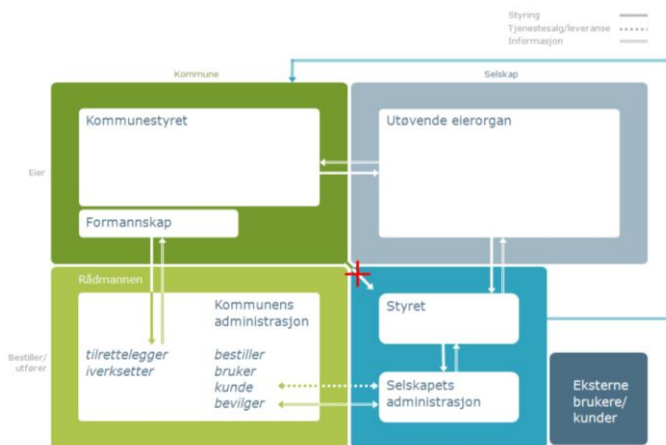 Styring
Tjenestesalg/leveranse
Informasjon
Kommune
Selskap
Kommunestyret
Utøvende eierorgan
Eier
Formannskap
Rådmannen
Kommunens
administrasjon
Styret
Bestiller/
utfører
tilrettelegger
iverksetter
bestiller
bruker
kunde
bevilger
Selskapets
administrasjon
Eksterne
brukere/
kunder